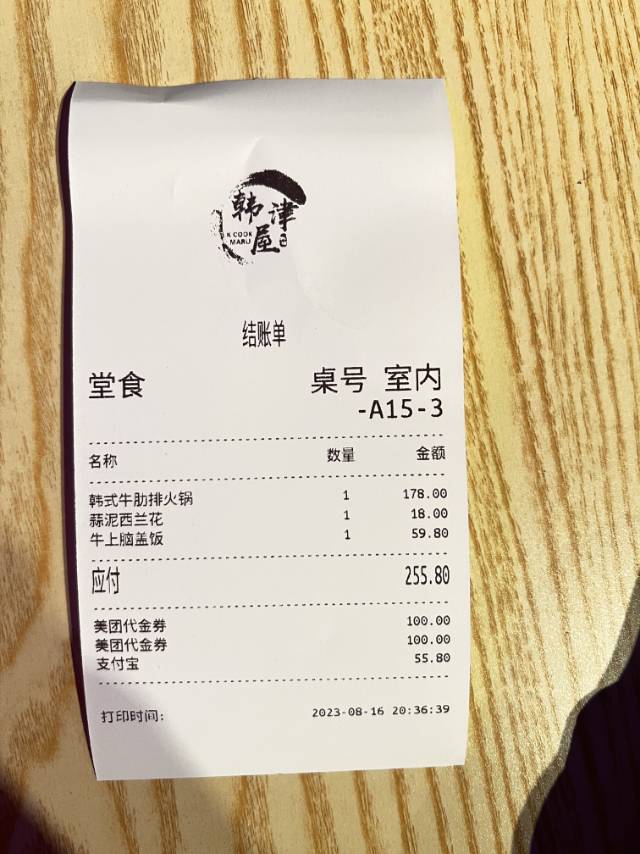 韩津
K COOK
MARU 屋
结账单
堂食 桌号 室内
-A15-3
名称 数量 金额
韩式牛肋排火锅 1 178.00
蒜泥西兰花 1 18.00
牛上脑盖饭 1 59.80
应付 255.80
美团代金券 100.00
美团代金券 100.00
支付宝 55.80
打印时间: 2023-08-16 20:36:39